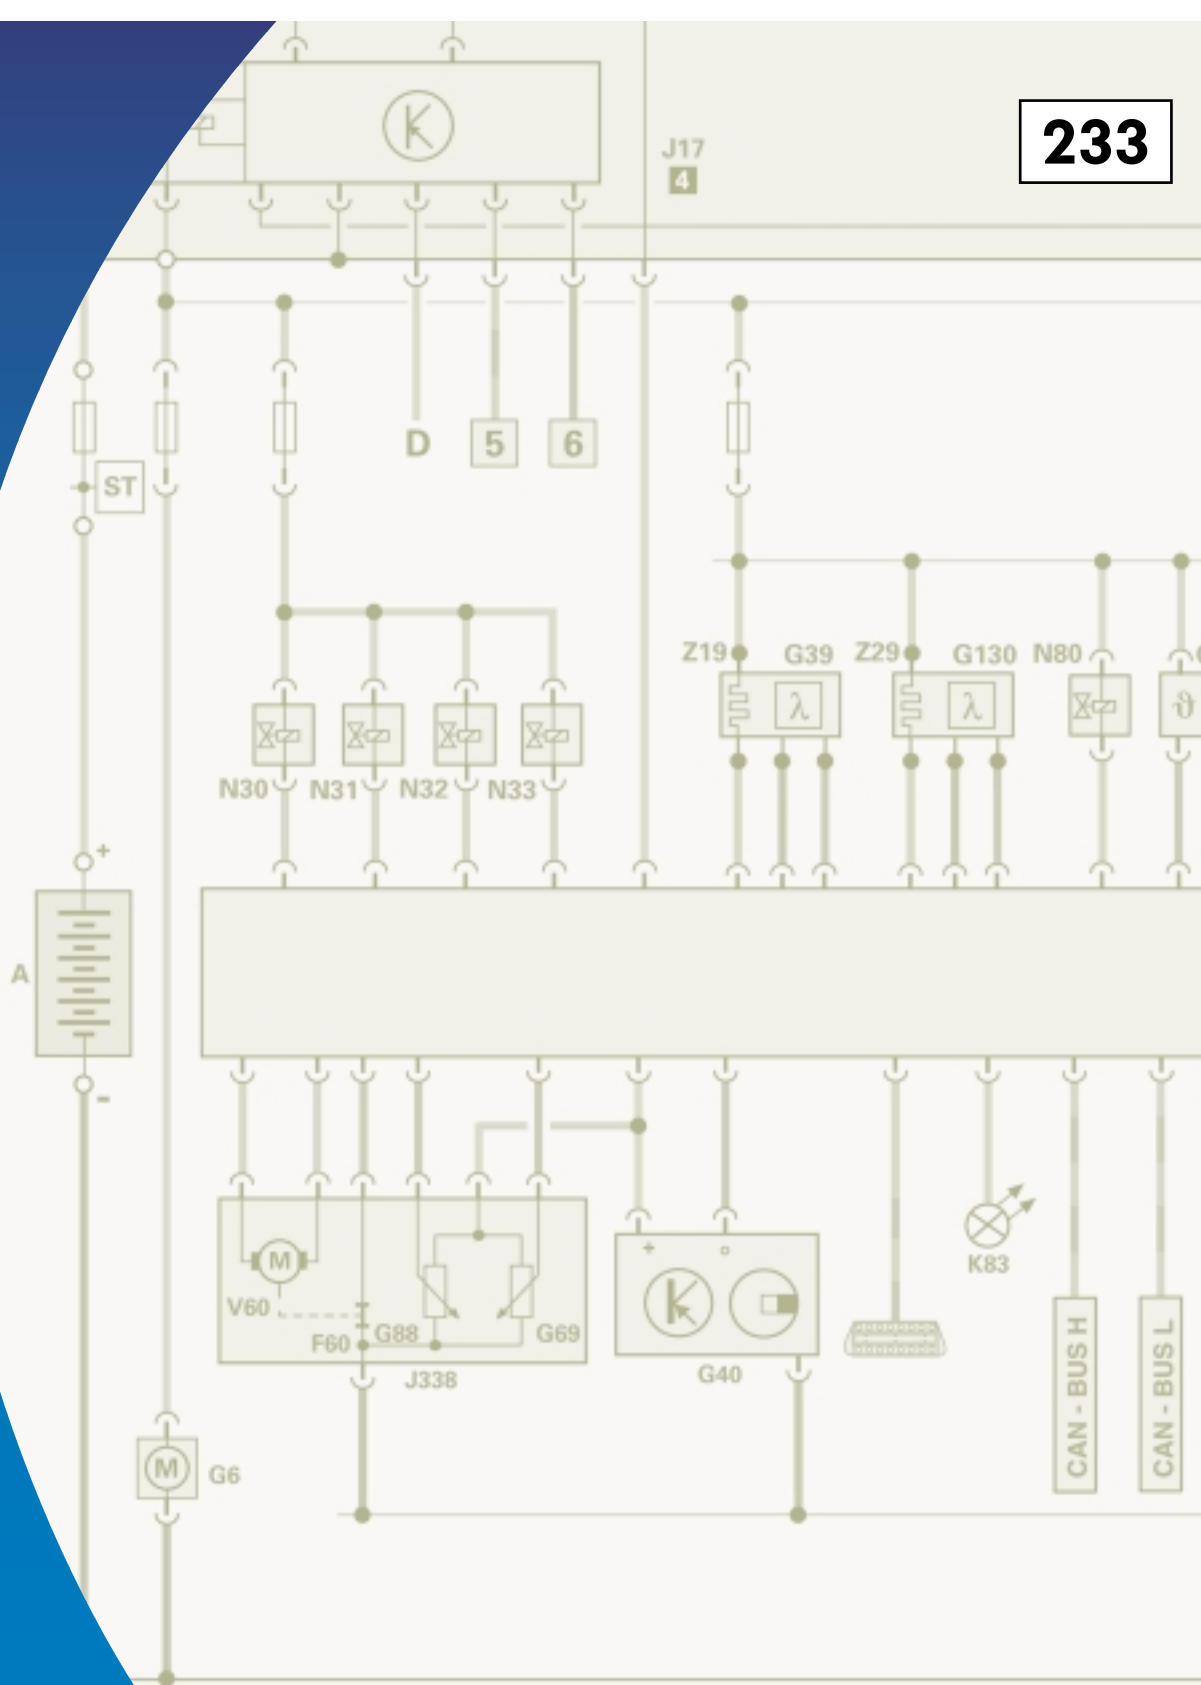 233
J17
4
D
5
6
ST
Z19
G39
Z29
G130
N80
λ
λ
ϑ
N30
N31
N32
N33
+
A
-
M
V60
F60
G88
G69
J338
+
G40
K83
CAN - BUS H
CAN - BUS L
M
G6